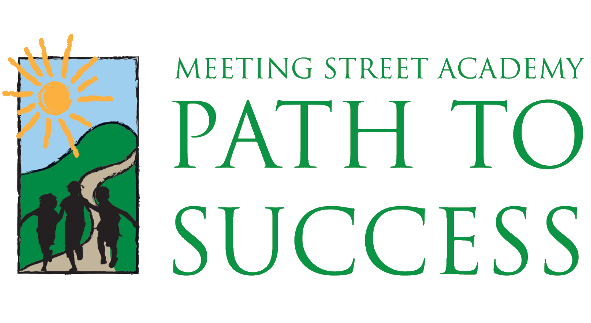 MEETING STREET ACADEMY
PATH TO
SUCCESS